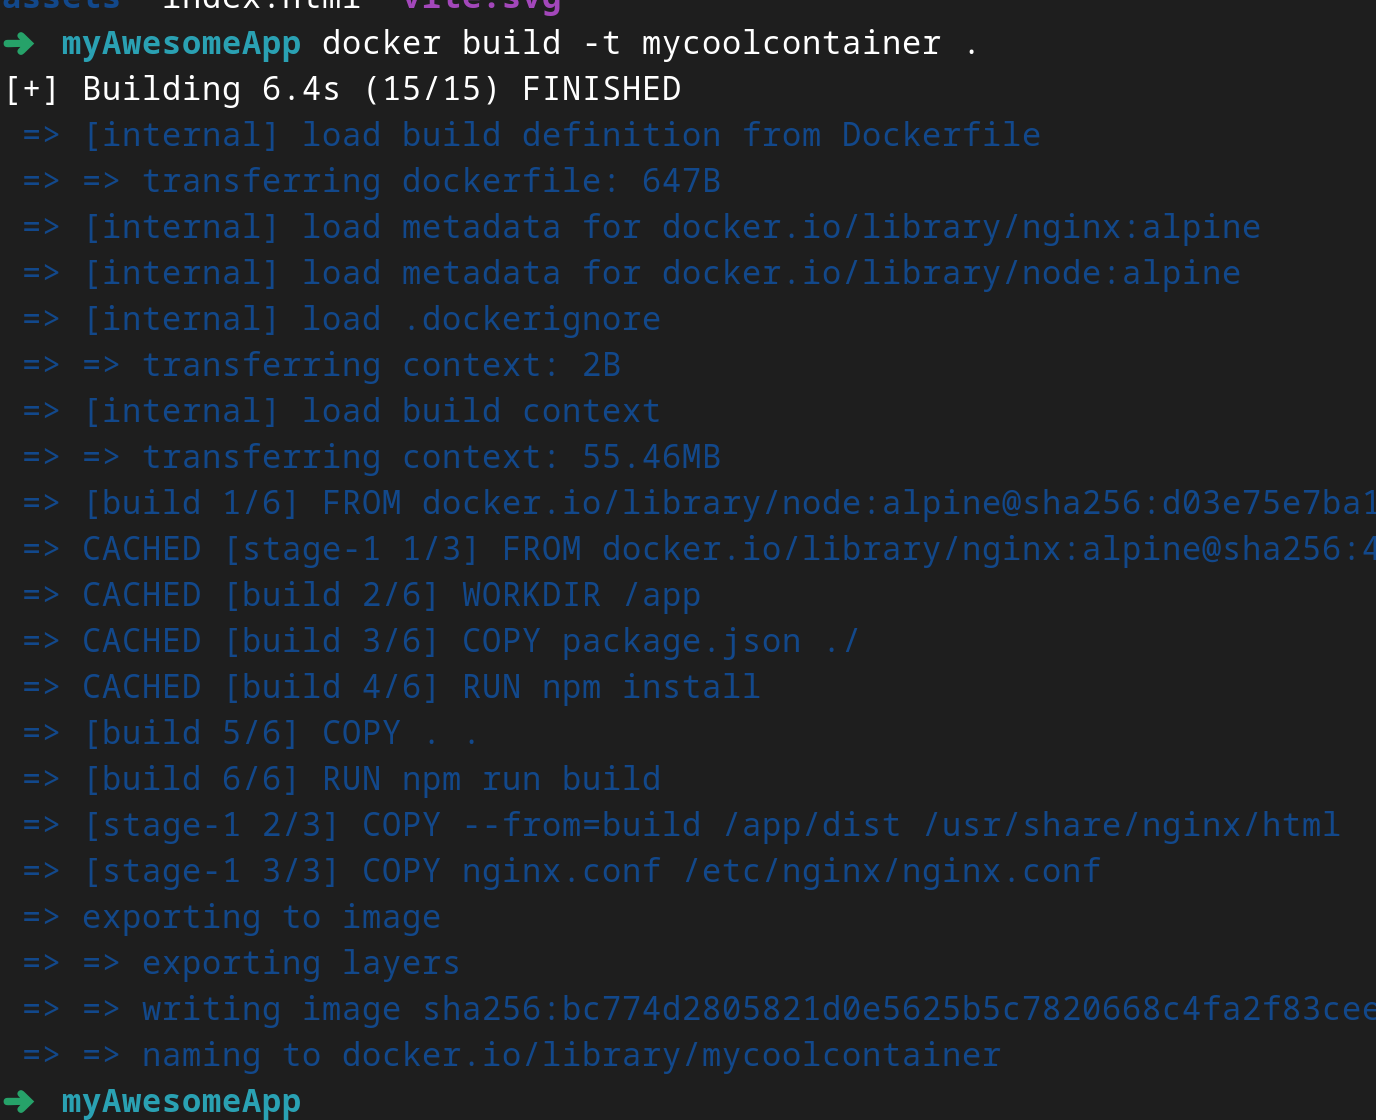 assets index.html vite.svg
➜ myAwesomeApp docker build -t mycoolcontainer .
[+] Building 6.4s (15/15) FINISHED
=> [internal] load build definition from Dockerfile
=> => transferring dockerfile: 647B
=> [internal] load metadata for docker.io/library/nginx:alpine
=> [internal] load metadata for docker.io/library/node:alpine
=> [internal] load .dockerignore
=> => transferring context: 2B
=> [internal] load build context
=> => transferring context: 55.46MB
=> [build 1/6] FROM docker.io/library/node:alpine@sha256:d03e75e7ba1
=> CACHED [stage-1 1/3] FROM docker.io/library/nginx:alpine@sha256:4
=> CACHED [build 2/6] WORKDIR /app
=> CACHED [build 3/6] COPY package.json ./
=> CACHED [build 4/6] RUN npm install
=> [build 5/6] COPY . .
=> [build 6/6] RUN npm run build
=> [stage-1 2/3] COPY --from=build /app/dist /usr/share/nginx/html
=> [stage-1 3/3] COPY nginx.conf /etc/nginx/nginx.conf
=> exporting to image
=> => exporting layers
=> => writing image sha256:bc774d2805821d0e5625b5c7820668c4fa2f83cee
=> => naming to docker.io/library/mycoolcontainer
➜ myAwesomeApp